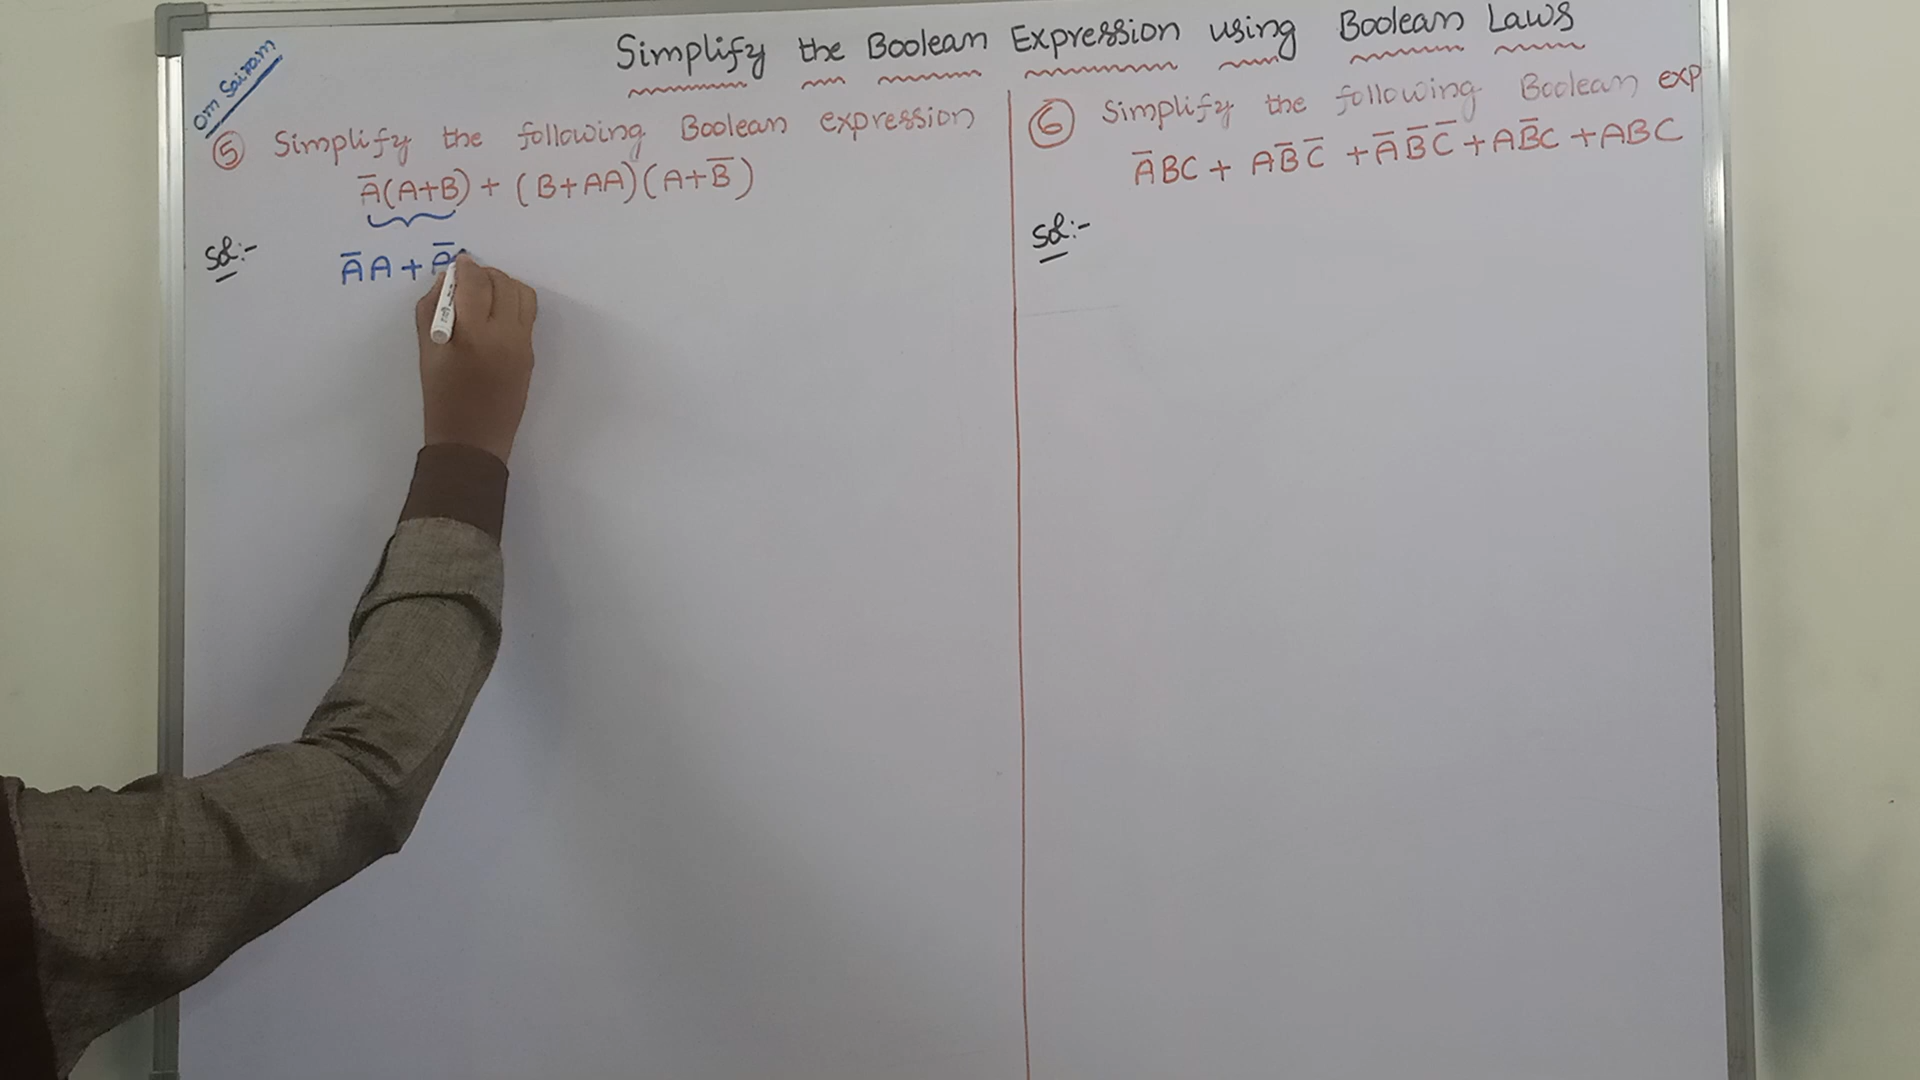 Om Sairam
Simplify the Boolean Expression using Boolean Laws
⑤ Simplify the following Boolean expression
A̅(A+B) + (B+AA)(A+B̅)
Sol:-
A̅A + A̅
⑥ Simplify the following Boolean exp
A̅BC + AB̅C̅ + A̅B̅C̅ + AB̅C + ABC
Sol:-